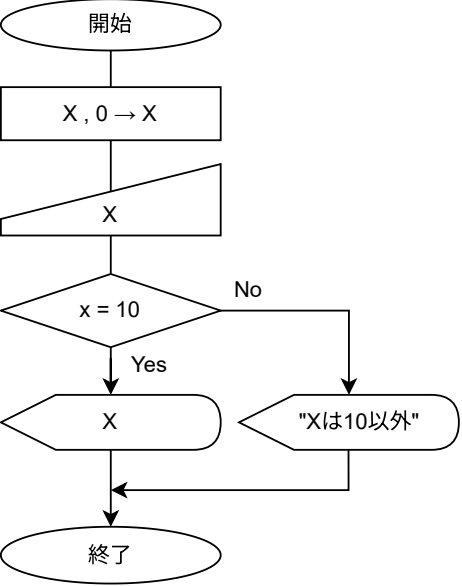 開始
X , 0 → X
X
x = 10
No
Yes
X
"Xは10以外"
終了